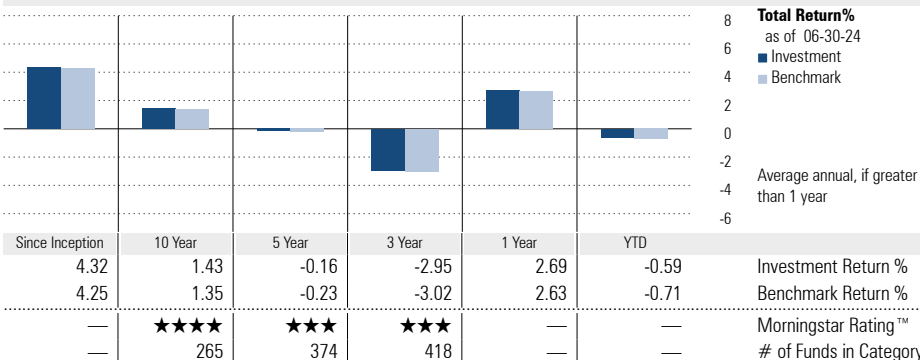 8
6
4
2
0
-2
-4
-6
Total Return%
as of 06-30-24
Investment
Benchmark
Average annual, if greater
than 1 year
Since Inception 10 Year 5 Year 3 Year 1 Year YTD
4.32 1.43 -0.16 -2.95 2.69 -0.59 Investment Return %
4.25 1.35 -0.23 -3.02 2.63 -0.71 Benchmark Return %
— ★★★★ ★★★ ★★★ — — Morningstar Rating™
— 265 374 418 — — # of Funds in Category